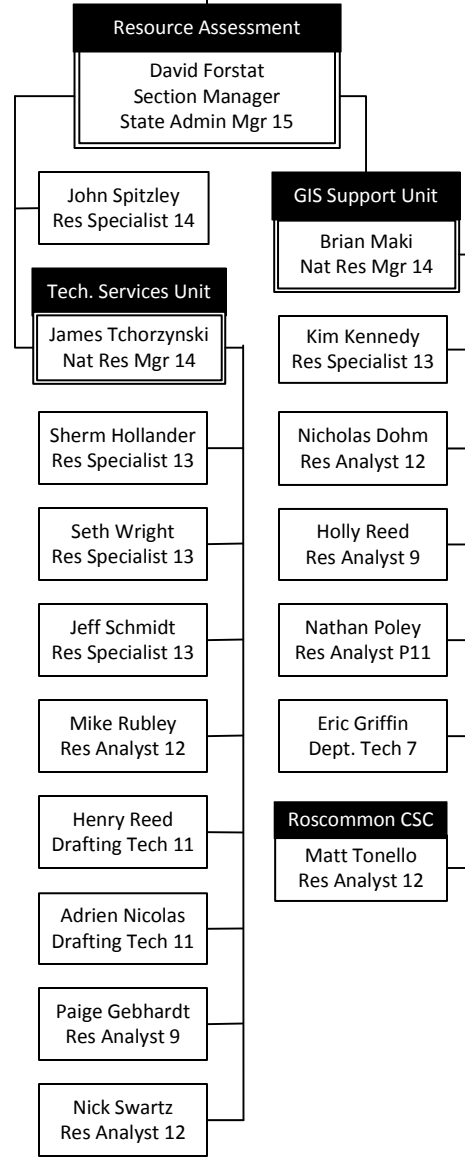 Resource Assessment
David Forstat
Section Manager
State Admin Mgr 15
John Spitzley
Res Specialist 14
Tech. Services Unit
James Tchorzynski
Nat Res Mgr 14
Sherm Hollander
Res Specialist 13
Seth Wright
Res Specialist 13
Jeff Schmidt
Res Specialist 13
Mike Rubley
Res Analyst 12
Henry Reed
Drafting Tech 11
Adrien Nicolas
Drafting Tech 11
Paige Gebhardt
Res Analyst 9
Nick Swartz
Res Analyst 12
GIS Support Unit
Brian Maki
Nat Res Mgr 14
Kim Kennedy
Res Specialist 13
Nicholas Dohm
Res Analyst 12
Holly Reed
Res Analyst 9
Nathan Poley
Res Analyst P11
Eric Griffin
Dept. Tech 7
Roscommon CSC
Matt Tonello
Res Analyst 12